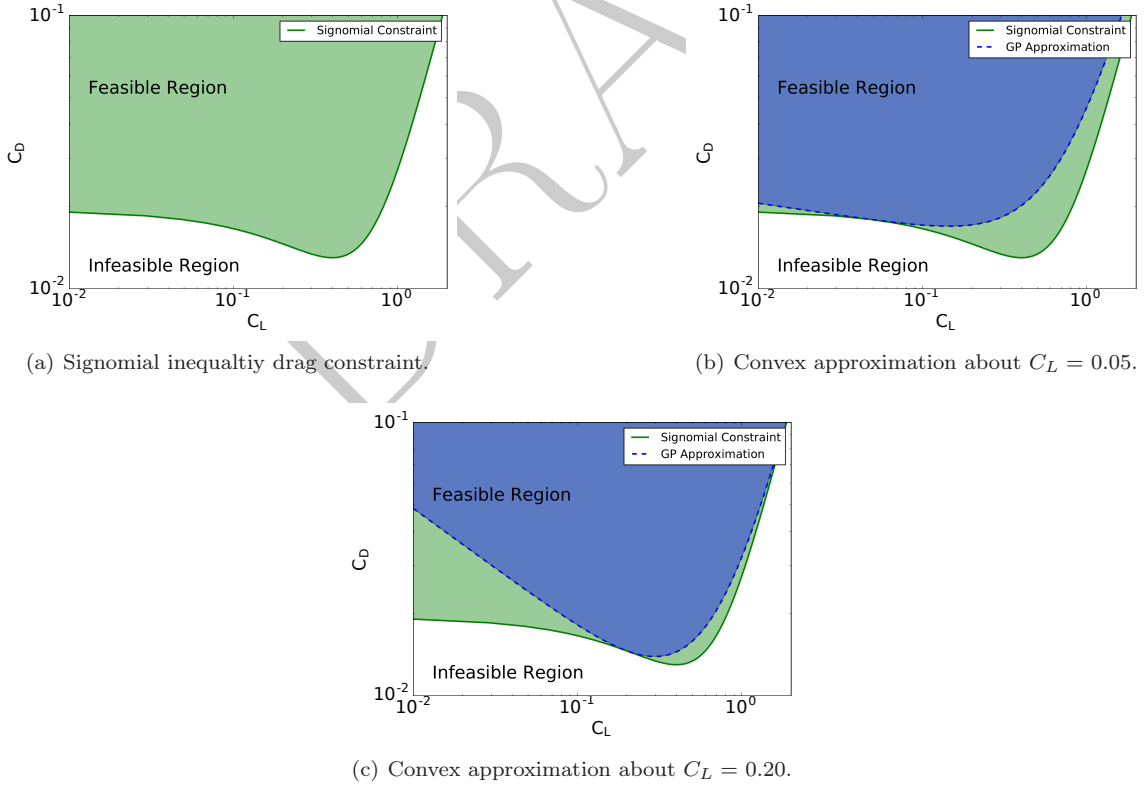 10^-1
Signomial Constraint
Feasible Region
C_D
Infeasible Region
10^-2
10^-2
10^-1
10^0
C_L
(a) Signomial inequaltiy drag constraint.
10^-1
Signomial Constraint
GP Approximation
Feasible Region
C_D
Infeasible Region
10^-2
10^-2
10^-1
10^0
C_L
(b) Convex approximation about C_L = 0.05.
10^-1
Signomial Constraint
GP Approximation
Feasible Region
C_D
Infeasible Region
10^-2
10^-2
10^-1
10^0
C_L
(c) Convex approximation about C_L = 0.20.